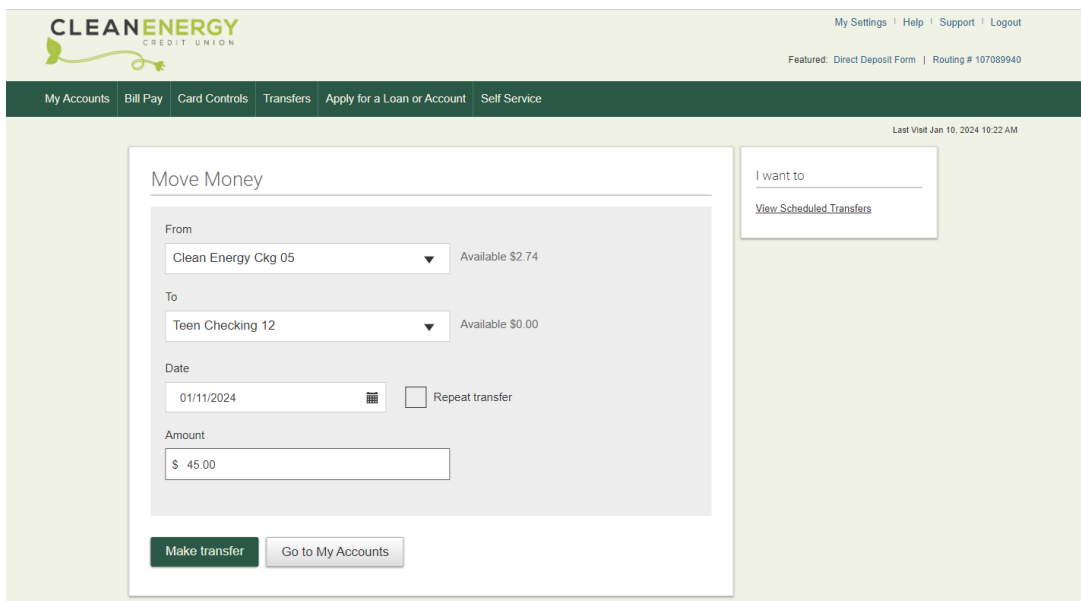 CLEANENERGY
CREDIT UNION
My Settings | Help | Support | Logout
Featured: Direct Deposit Form | Routing # 107089940
My Accounts Bill Pay Card Controls Transfers Apply for a Loan or Account Self Service
Last Visit Jan 10, 2024 10:22 AM
Move Money
From
Clean Energy Ckg 05 Available $2.74
To
Teen Checking 12 Available $0.00
Date
01/11/2024 Repeat transfer
Amount
$ 45.00
Make transfer Go to My Accounts
I want to
View Scheduled Transfers